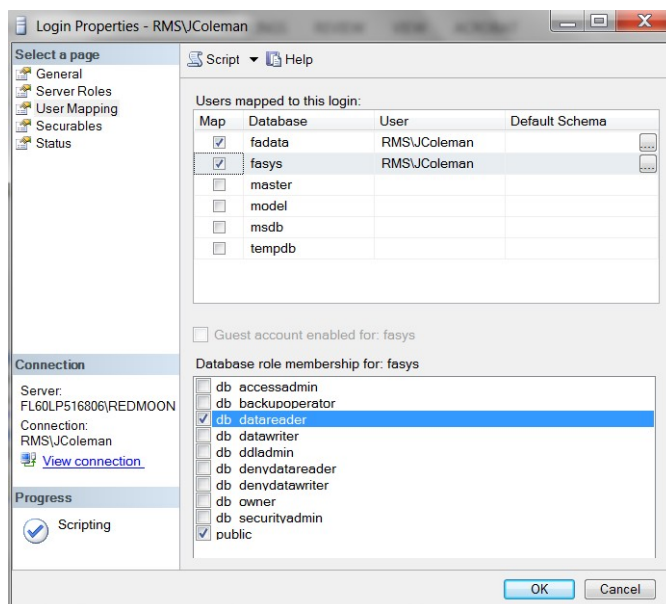 Login Properties - RMS\JColeman
Select a page
General
Server Roles
User Mapping
Securables
Status
Script Help
Users mapped to this login:
Map Database User Default Schema
fadata RMS\JColeman ...
fasys RMS\JColeman ...
master
model
msdb
tempdb
Guest account enabled for: fasys
Database role membership for: fasys
db accessadmin
db backupoperator
db datareader
db datawriter
db ddladmin
db denydatareader
db denydatawriter
db owner
db securityadmin
public
Connection
Server:
FL60LP516806\REDMOON
Connection:
RMS\JColeman
View connection
Progress
Scripting
OK Cancel